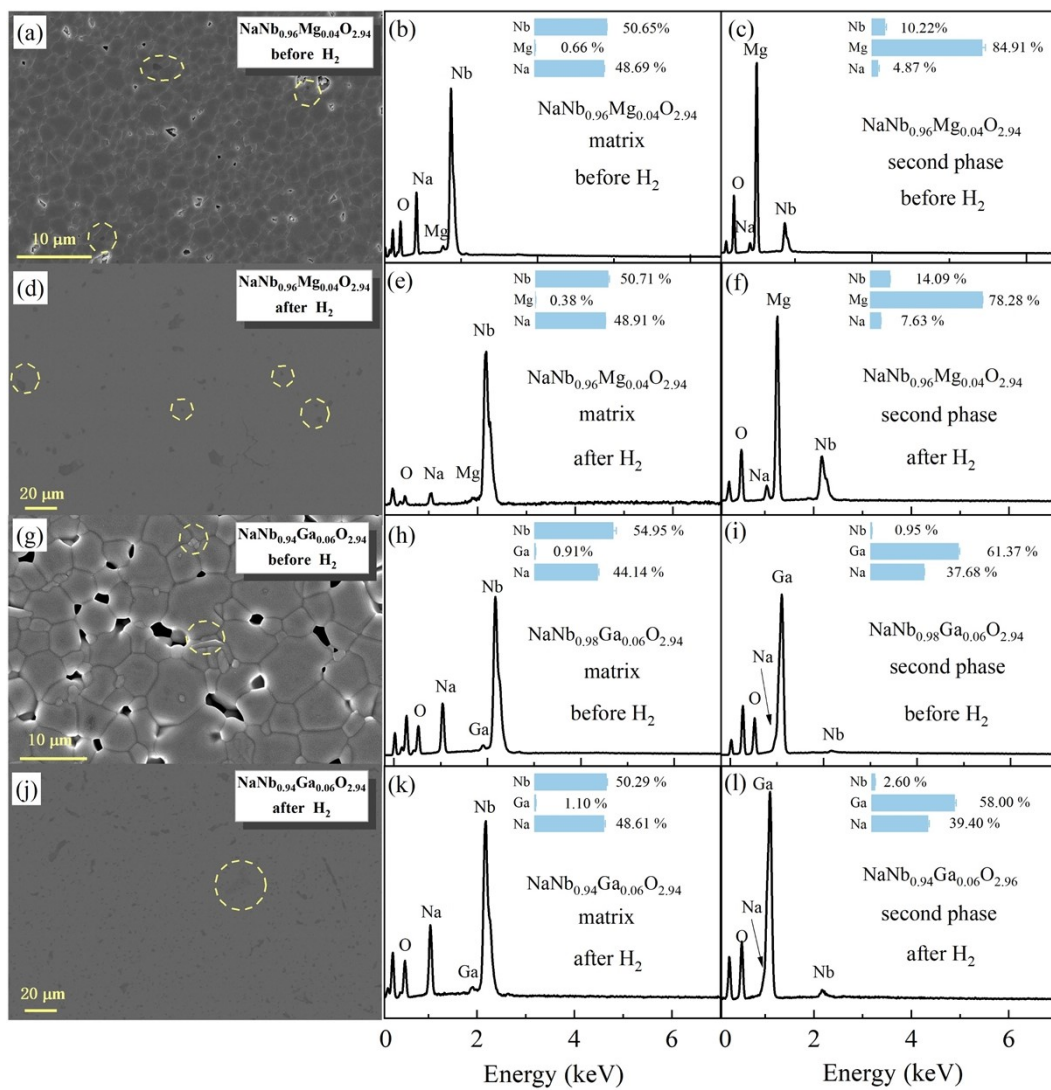 (a)
NaNb0.96Mg0.04O2.94
before H2
10 μm
(b)
Nb 50.65%
Mg 0.66 %
Na 48.69 %
Nb
NaNb0.96Mg0.04O2.94
matrix
before H2
Na
O
Mg
(c)
Nb 10.22%
Mg 84.91 %
Na 4.87 %
Mg
NaNb0.96Mg0.04O2.94
second phase
before H2
O
Na
Nb
(d)
NaNb0.96Mg0.04O2.94
after H2
20 μm
(e)
Nb 50.71 %
Mg 0.38 %
Na 48.91 %
Nb
NaNb0.96Mg0.04O2.94
matrix
after H2
O
Na
Mg
(f)
Nb 14.09 %
Mg 78.28 %
Na 7.63 %
Mg
NaNb0.96Mg0.04O2.94
second phase
after H2
O
Na
Nb
(g)
NaNb0.94Ga0.06O2.94
before H2
10 μm
(h)
Nb 54.95 %
Ga 0.91%
Na 44.14 %
Nb
NaNb0.98Ga0.06O2.94
matrix
before H2
Na
O
Ga
(i)
Nb 0.95 %
Ga 61.37 %
Na 37.68 %
Ga
NaNb0.98Ga0.06O2.94
second phase
before H2
Na
O
Nb
(j)
NaNb0.94Ga0.06O2.94
after H2
20 μm
(k)
Nb 50.29 %
Ga 1.10 %
Na 48.61 %
Nb
NaNb0.94Ga0.06O2.94
matrix
after H2
Na
O
Ga
(l)
Nb 2.60 %
Ga 58.00 %
Na 39.40 %
Ga
NaNb0.94Ga0.06O2.96
second phase
after H2
Na
O
Nb
0 2 4 6
Energy (keV)
0 2 4 6
Energy (keV)